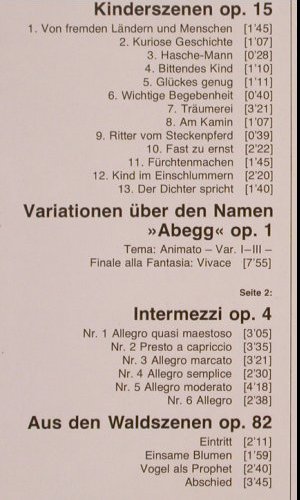 Kinderszenen op. 15
1. Von fremden Ländern und Menschen [1'45]
2. Kuriose Geschichte [1'07]
3. Hasche-Mann [0'28]
4. Bittendes Kind [1'10]
5. Glückes genug [1'11]
6. Wichtige Begebenheit [0'40]
7. Träumerei [3'21]
8. Am Kamin [1'07]
9. Ritter vom Steckenpferd [0'39]
10. Fast zu ernst [2'22]
11. Fürchtenmachen [1'45]
12. Kind im Einschlummern [2'20]
13. Der Dichter spricht [1'40]
Variationen über den Namen
»Abegg« op. 1
Tema: Animato – Var. I–III –
Finale alla Fantasia: Vivace [7'55]
Seite 2:
Intermezzi op. 4
Nr. 1 Allegro quasi maestoso [3'05]
Nr. 2 Presto a capriccio [3'35]
Nr. 3 Allegro marcato [3'21]
Nr. 4 Allegro semplice [2'30]
Nr. 5 Allegro moderato [4'18]
Nr. 6 Allegro [2'38]
Aus den Waldszenen op. 82
Eintritt [2'11]
Einsame Blumen [1'59]
Vogel als Prophet [2'40]
Abschied [3'45]